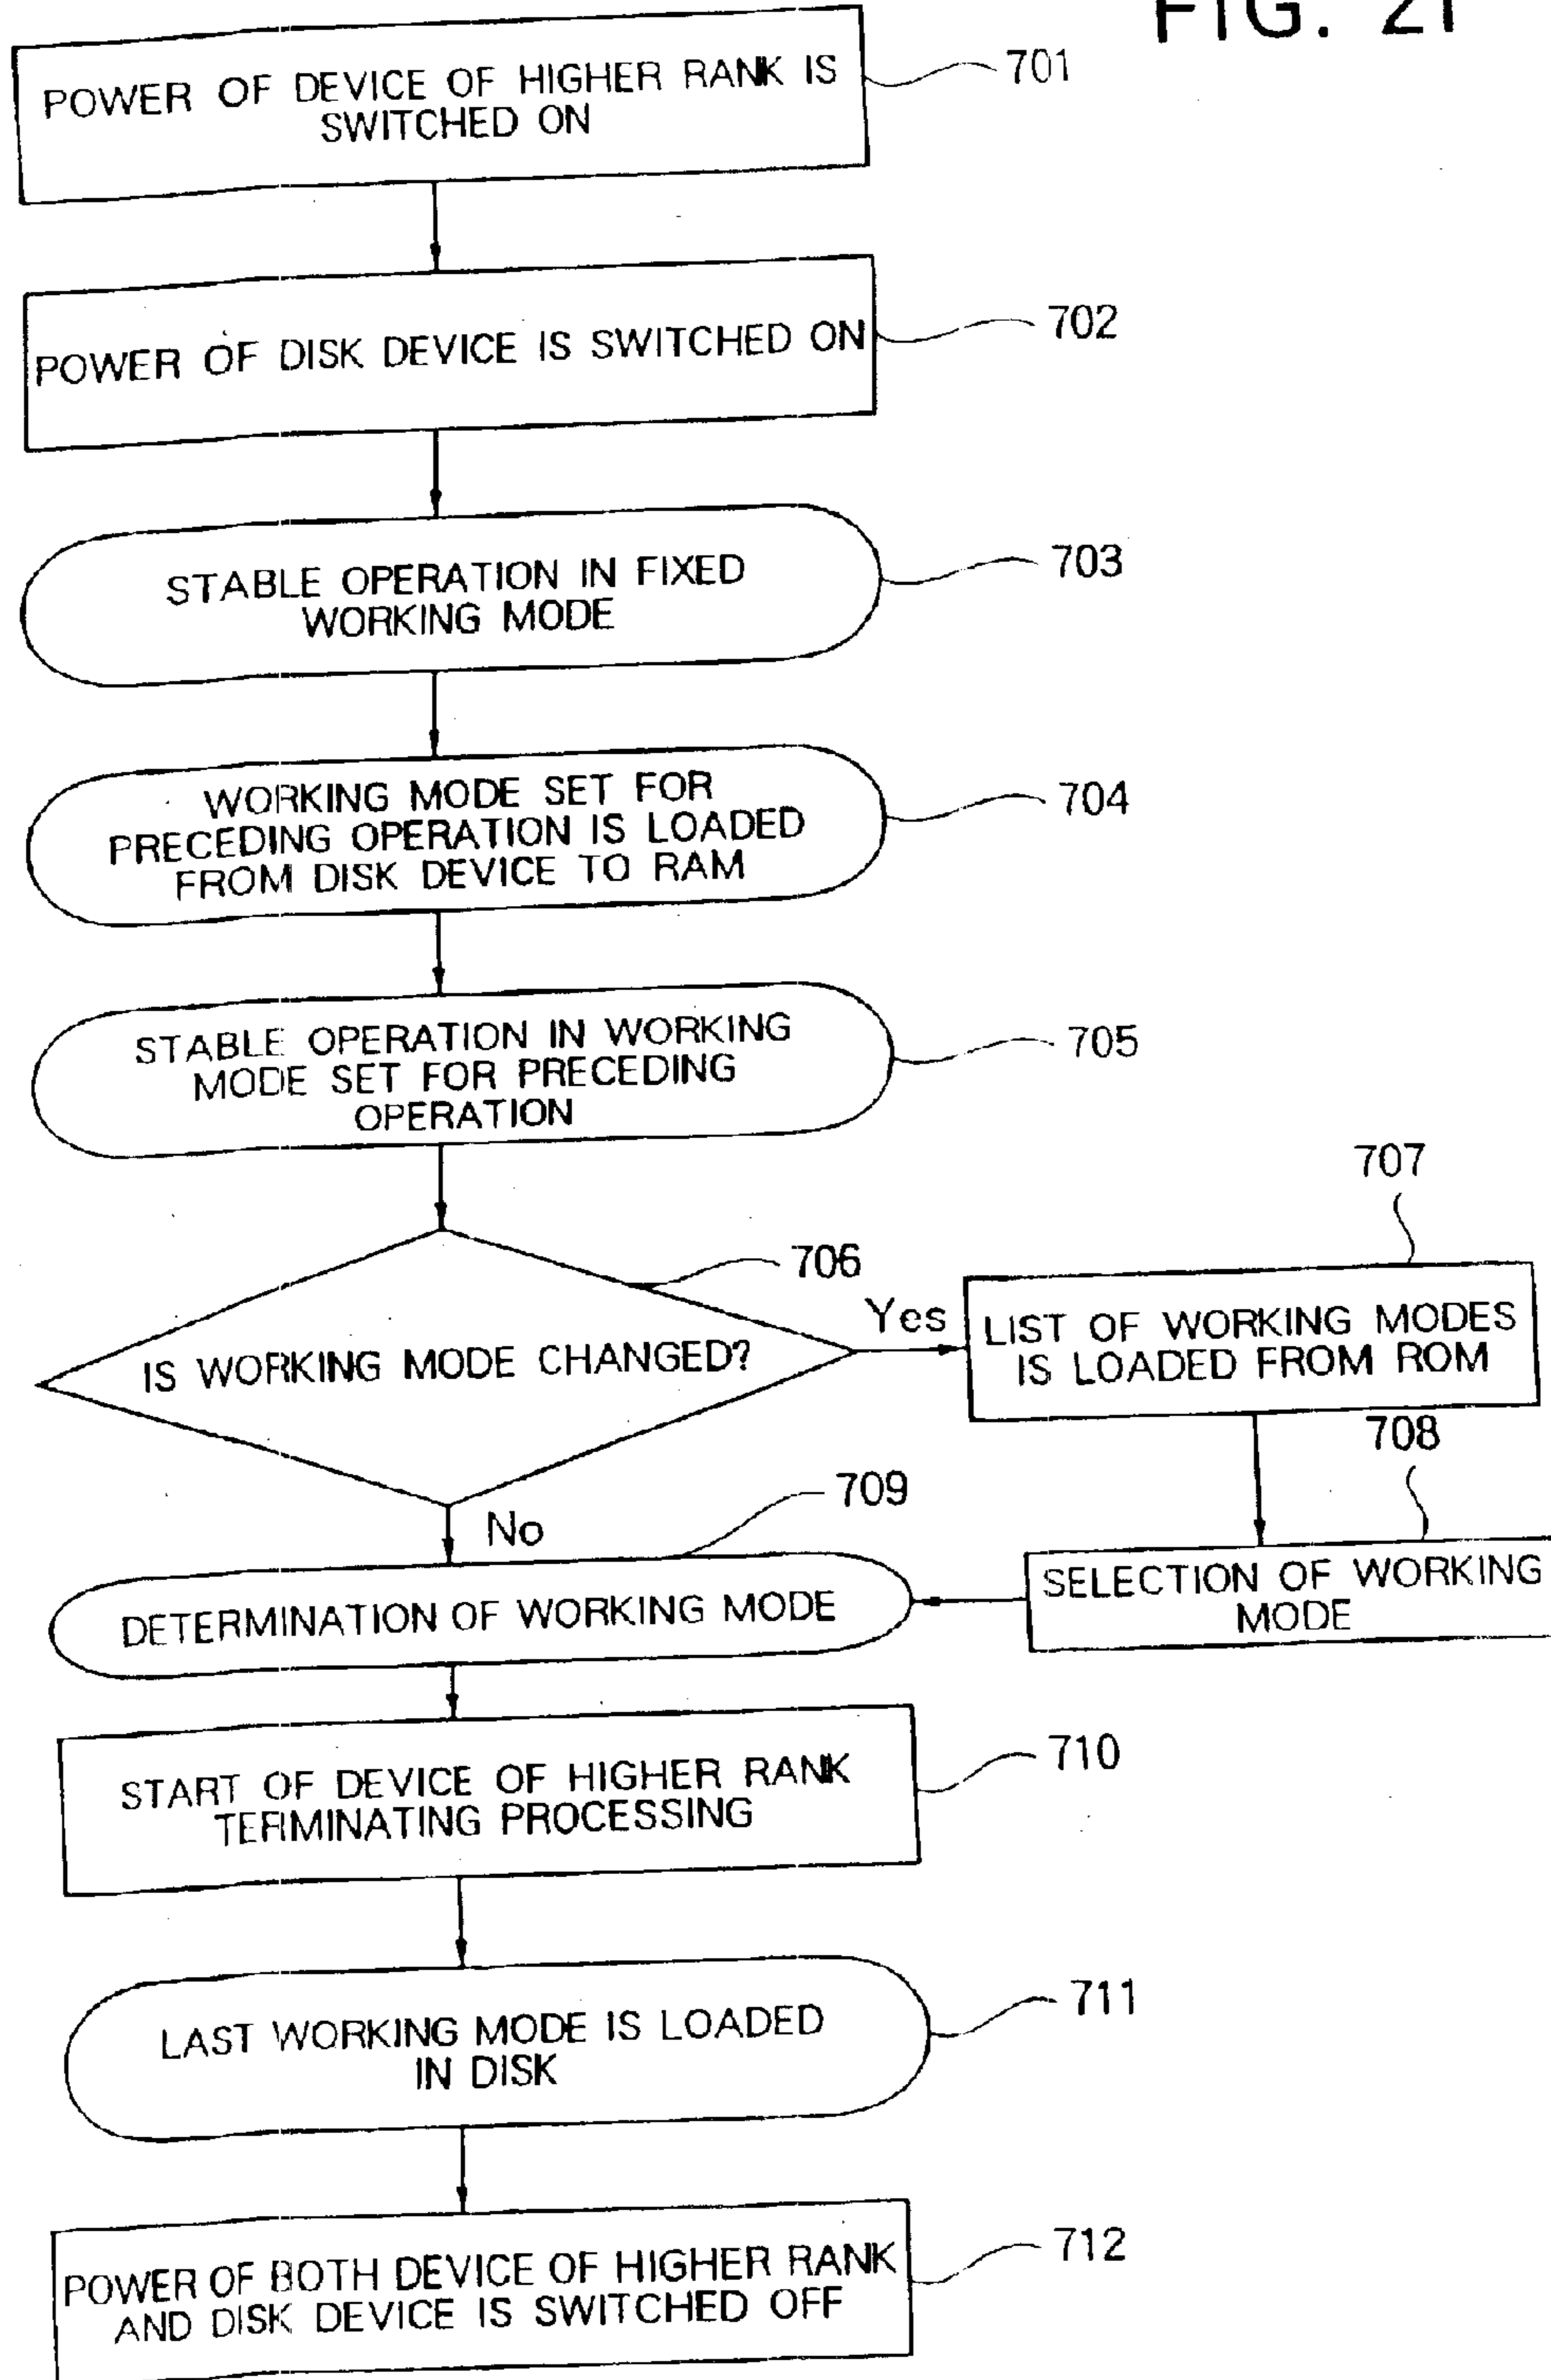 FIG. 21
POWER OF DEVICE OF HIGHER RANK IS
SWITCHED ON
701
POWER OF DISK DEVICE IS SWITCHED ON
702
STABLE OPERATION IN FIXED
WORKING MODE
703
WORKING MODE SET FOR
PRECEDING OPERATION IS LOADED
FROM DISK DEVICE TO RAM
704
STABLE OPERATION IN WORKING
MODE SET FOR PRECEDING
OPERATION
705
IS WORKING MODE CHANGED?
706
Yes
707
LIST OF WORKING MODES
IS LOADED FROM ROM
708
SELECTION OF WORKING
MODE
No
709
DETERMINATION OF WORKING MODE
START OF DEVICE OF HIGHER RANK
TERMINATING PROCESSING
710
LAST WORKING MODE IS LOADED
IN DISK
711
POWER OF BOTH DEVICE OF HIGHER RANK
AND DISK DEVICE IS SWITCHED OFF
712